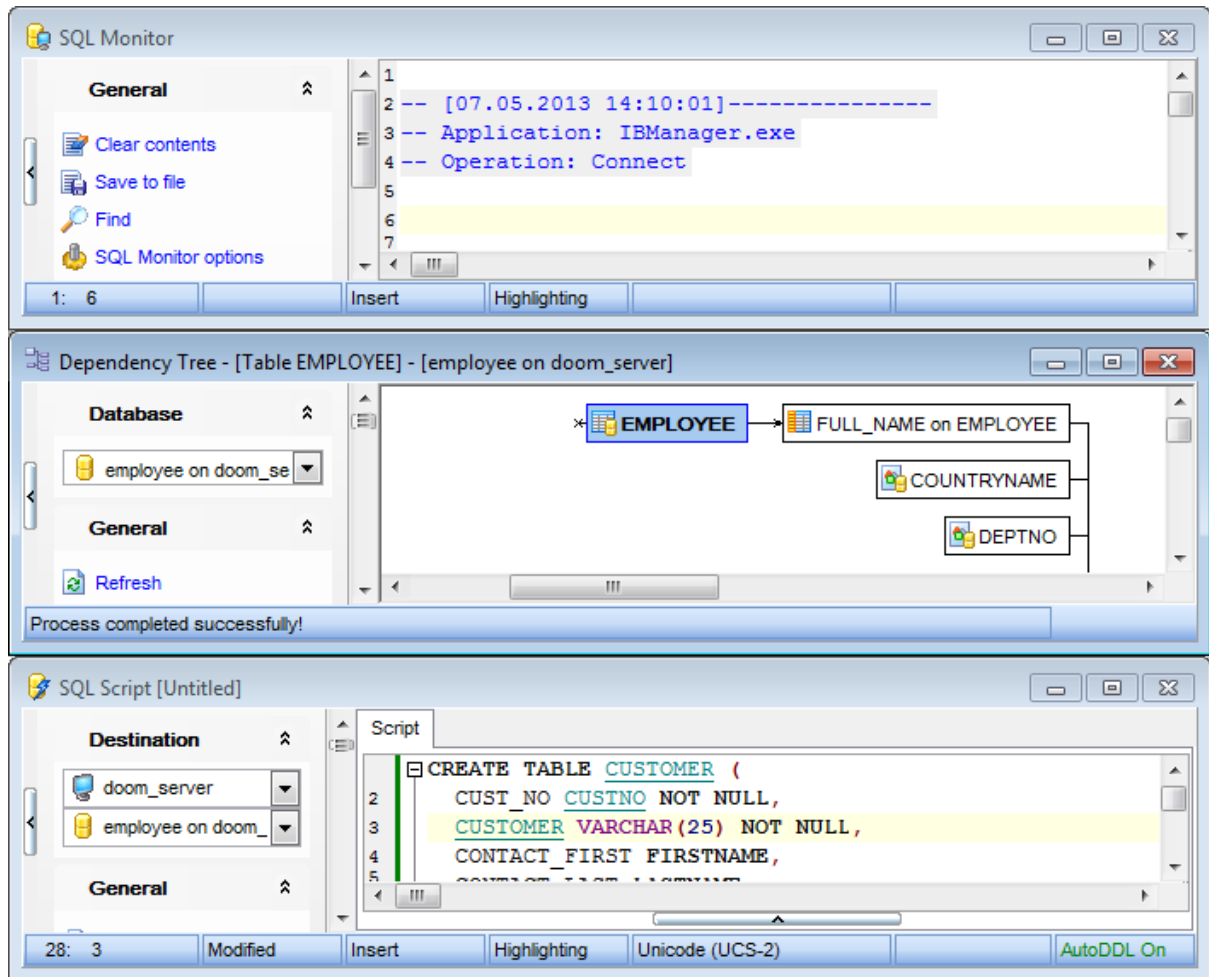 SQL Monitor
General
Clear contents
Save to file
Find
SQL Monitor options
1
2 -- [07.05.2013 14:10:01]---------------
3 -- Application: IBManager.exe
4 -- Operation: Connect
5
6
7
1: 6 Insert Highlighting
Dependency Tree - [Table EMPLOYEE] - [employee on doom_server]
Database
employee on doom_se
General
Refresh
EMPLOYEE FULL_NAME on EMPLOYEE
COUNTRYNAME
DEPTNO
Process completed successfully!
SQL Script [Untitled]
Destination
doom_server
employee on doom_
General
Script
CREATE TABLE CUSTOMER (
2 CUST_NO CUSTNO NOT NULL,
3 CUSTOMER VARCHAR(25) NOT NULL,
4 CONTACT_FIRST FIRSTNAME,
5 CONTACT_LAST LASTNAME
28: 3 Modified Insert Highlighting Unicode (UCS-2) AutoDDL On